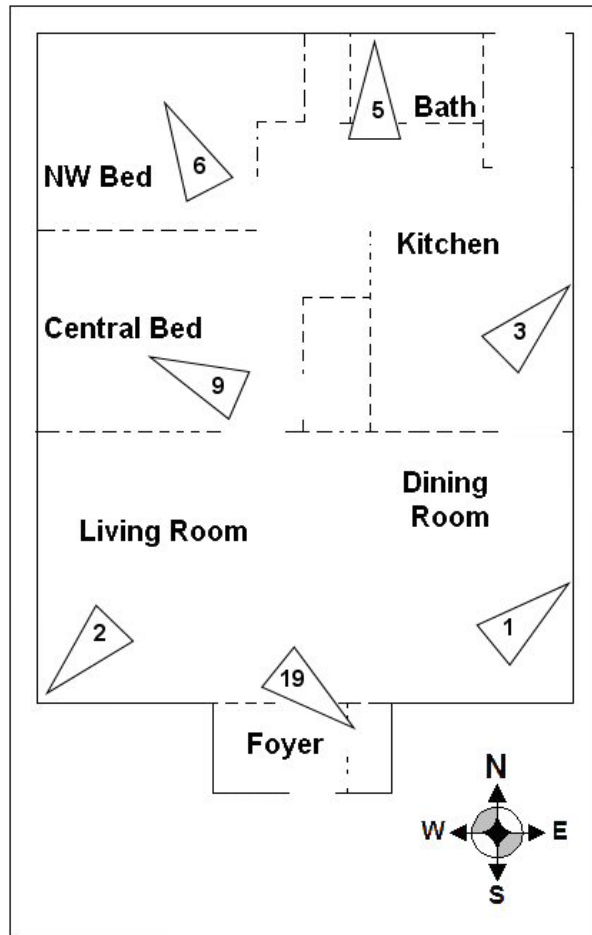 5
Bath
6
NW Bed
Kitchen
3
Central Bed
9
Dining
Room
Living Room
2
1
19
Foyer
N
W
E
S